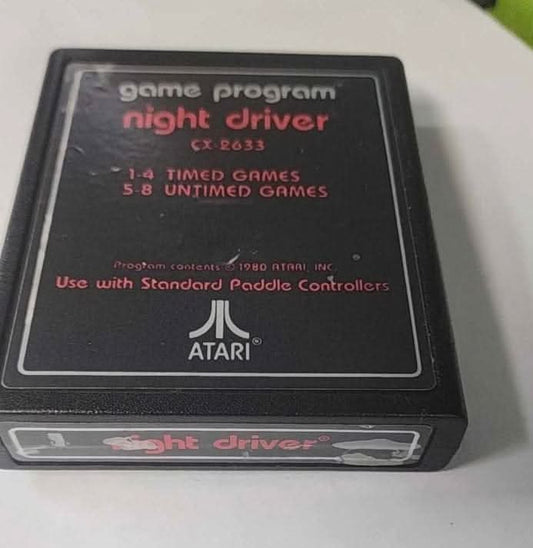 game program™
night driver
CX-2633
1-4 TIMED GAMES
5-8 UNTIMED GAMES
Program contents © 1980 ATARI, INC.
Use with Standard Paddle Controllers
ATARI®
night driver®